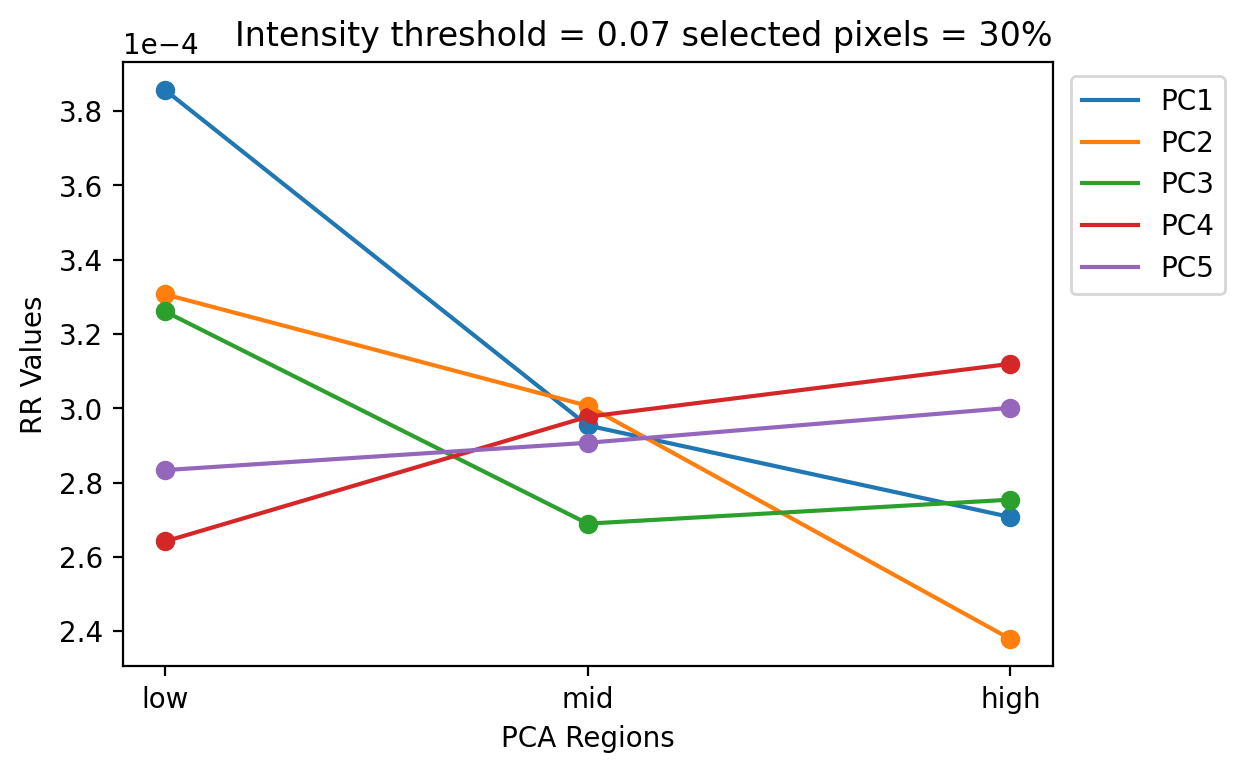 Intensity threshold = 0.07 selected pixels = 30%
1e−4
3.8
3.6
3.4
3.2
3.0
2.8
2.6
2.4
RR Values
low
mid
high
PCA Regions
PC1
PC2
PC3
PC4
PC5